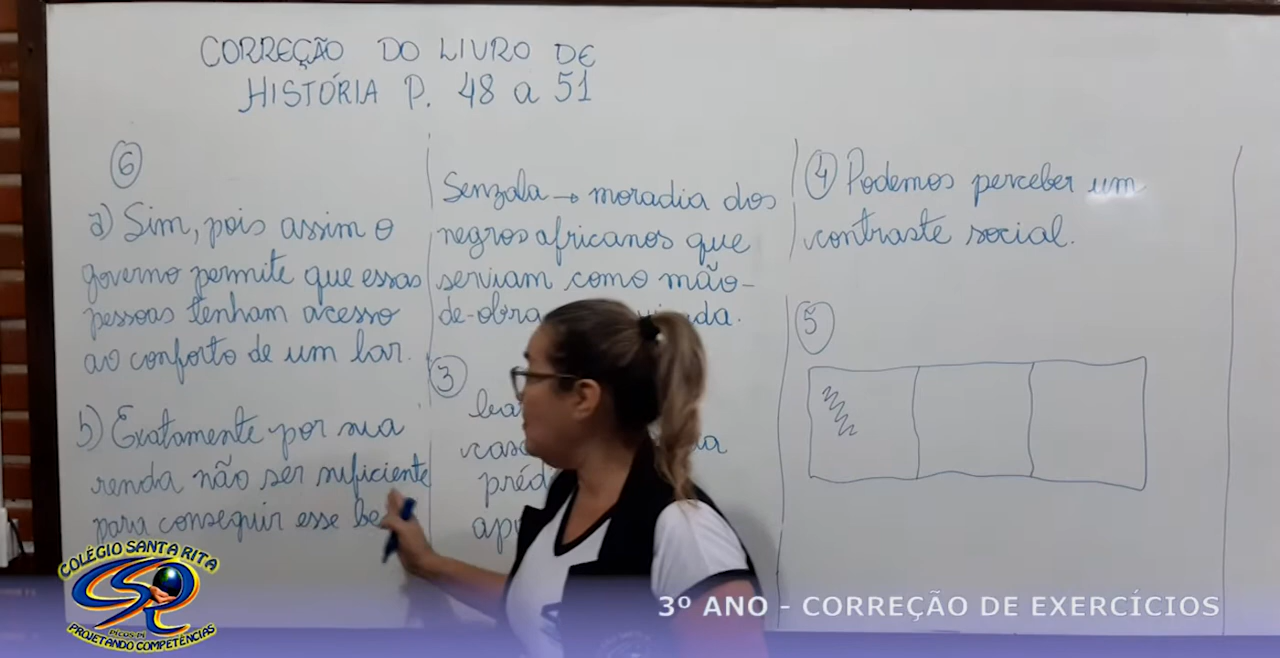 CORREÇÃO DO LIVRO DE
HISTÓRIA P. 48 a 51
6
a) Sim, pois assim o
governo permite que essas
pessoas tenham acesso
ao conforto de um lar.
b) Exatamente por sua
renda não ser suficiente
para conseguir esse
Senzala → moradia dos
negros africanos que
serviam como mão-
de-obra
3
4 Podemos perceber um
contraste social.
5
COLÉGIO SANTA RITA
CSR
PICOS-PI
PROJETANDO COMPETÊNCIAS
3º ANO - CORREÇÃO DE EXERCÍCIOS